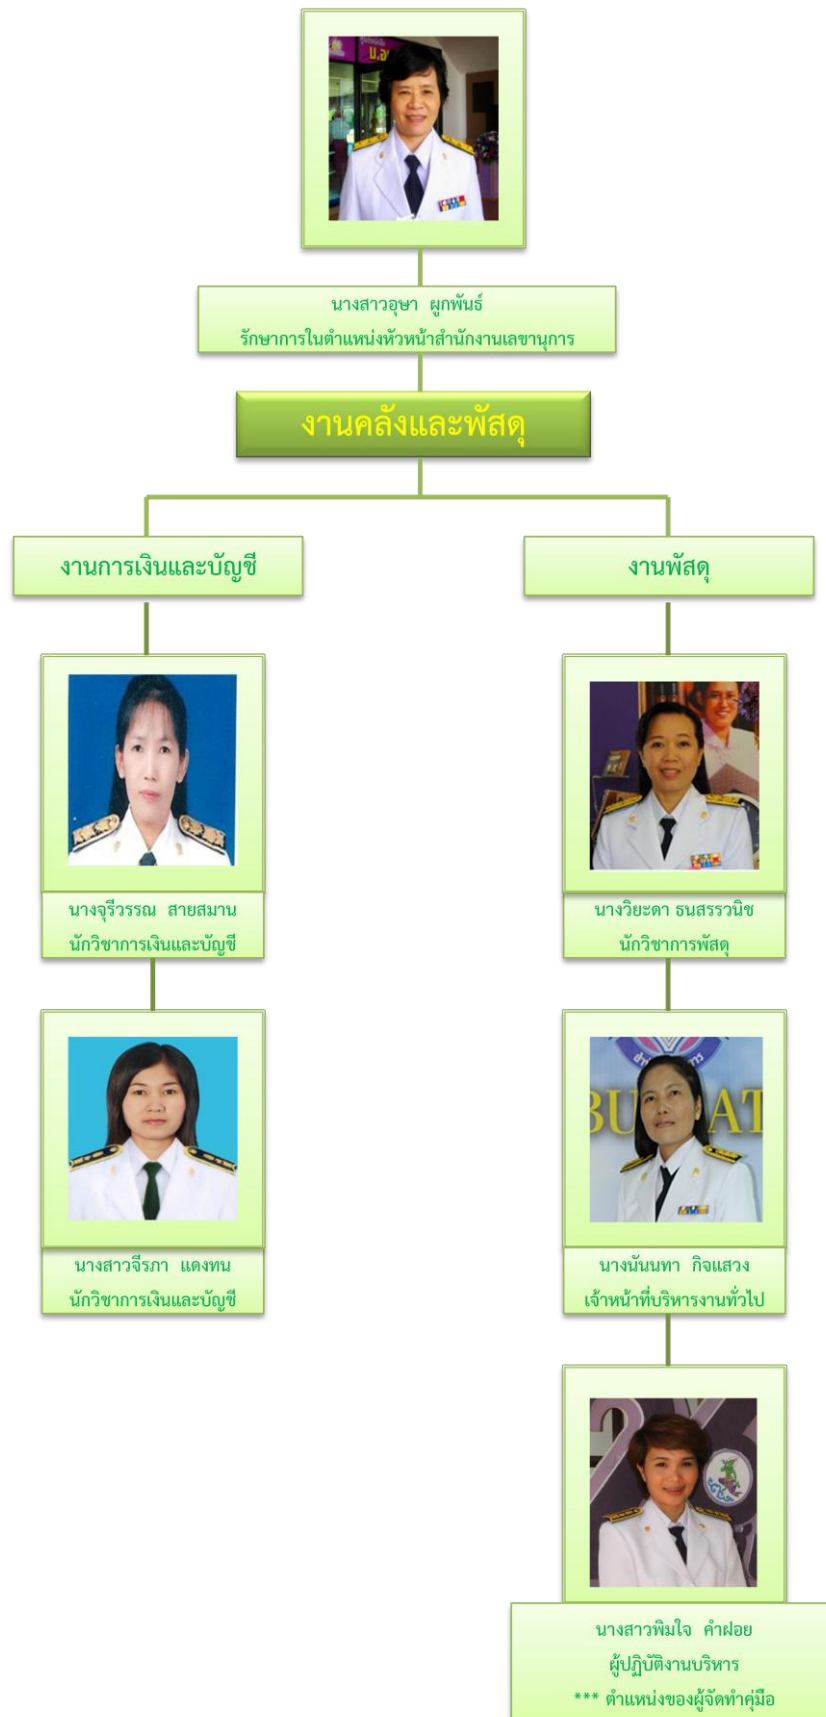 นางสาวอุษา ผูกพันธ์
รักษาการในตำแหน่งหัวหน้าสำนักงานเลขานุการ
งานคลังและพัสดุ
งานการเงินและบัญชี
งานพัสดุ
นางจุรีวรรณ สายสมาน
นักวิชาการเงินและบัญชี
นางวิยะดา ธนสรรวนิช
นักวิชาการพัสดุ
BU AT
นางสาวจีรภา แดงทน
นักวิชาการเงินและบัญชี
นางนันนทา กิจแสวง
เจ้าหน้าที่บริหารงานทั่วไป
นางสาวพิมใจ คำฝอย
ผู้ปฏิบัติงานบริหาร
*** ตำแหน่งของผู้จัดทำคู่มือ